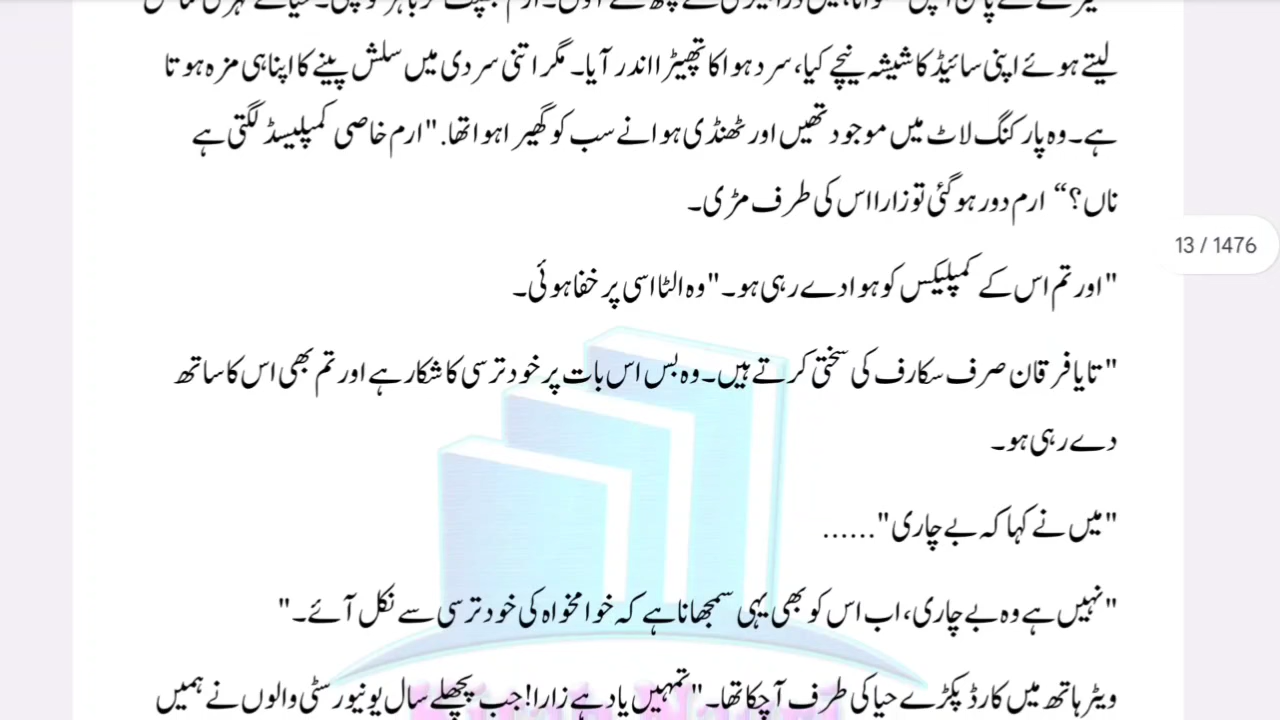 لیتے ہوئے اپنی سائیڈ کا شیشہ نیچے کیا، سرد ہوا کا تھپیڑا اندر آیا۔ مگر اتنی سردی میں سلش پینے کا اپنا ہی مزہ ہوتا
ہے۔ وہ پارکنگ لاٹ میں موجود تھیں اور ٹھنڈی ہوا نے سب کو گھیرا ہوا تھا. "ارم خاصی کمپلیسڈ لگتی ہے
ناں؟“ ارم دور ہو گئی تو زارا اس کی طرف مڑی۔
13 / 1476
"اور تم اس کے کمپلیکس کو ہوا دے رہی ہو۔" وہ الٹا اسی پر خفا ہوئی۔
"تایا فرقان صرف سکارف کی سختی کرتے ہیں۔ وہ بس اس بات پر خود ترسی کا شکار ہے اور تم بھی اس کا ساتھ
دے رہی ہو۔
"میں نے کہا کہ بے چاری"......
"نہیں ہے وہ بے چاری، اب اس کو بھی یہی سمجھانا ہے کہ خوامخواہ کی خود ترسی سے نکل آئے۔"
ویٹر ہاتھ میں کارڈ پکڑے حیا کی طرف آ چکا تھا۔ "تمہیں یاد ہے زارا! جب پچھلے سال یونیورسٹی والوں نے ہمیں